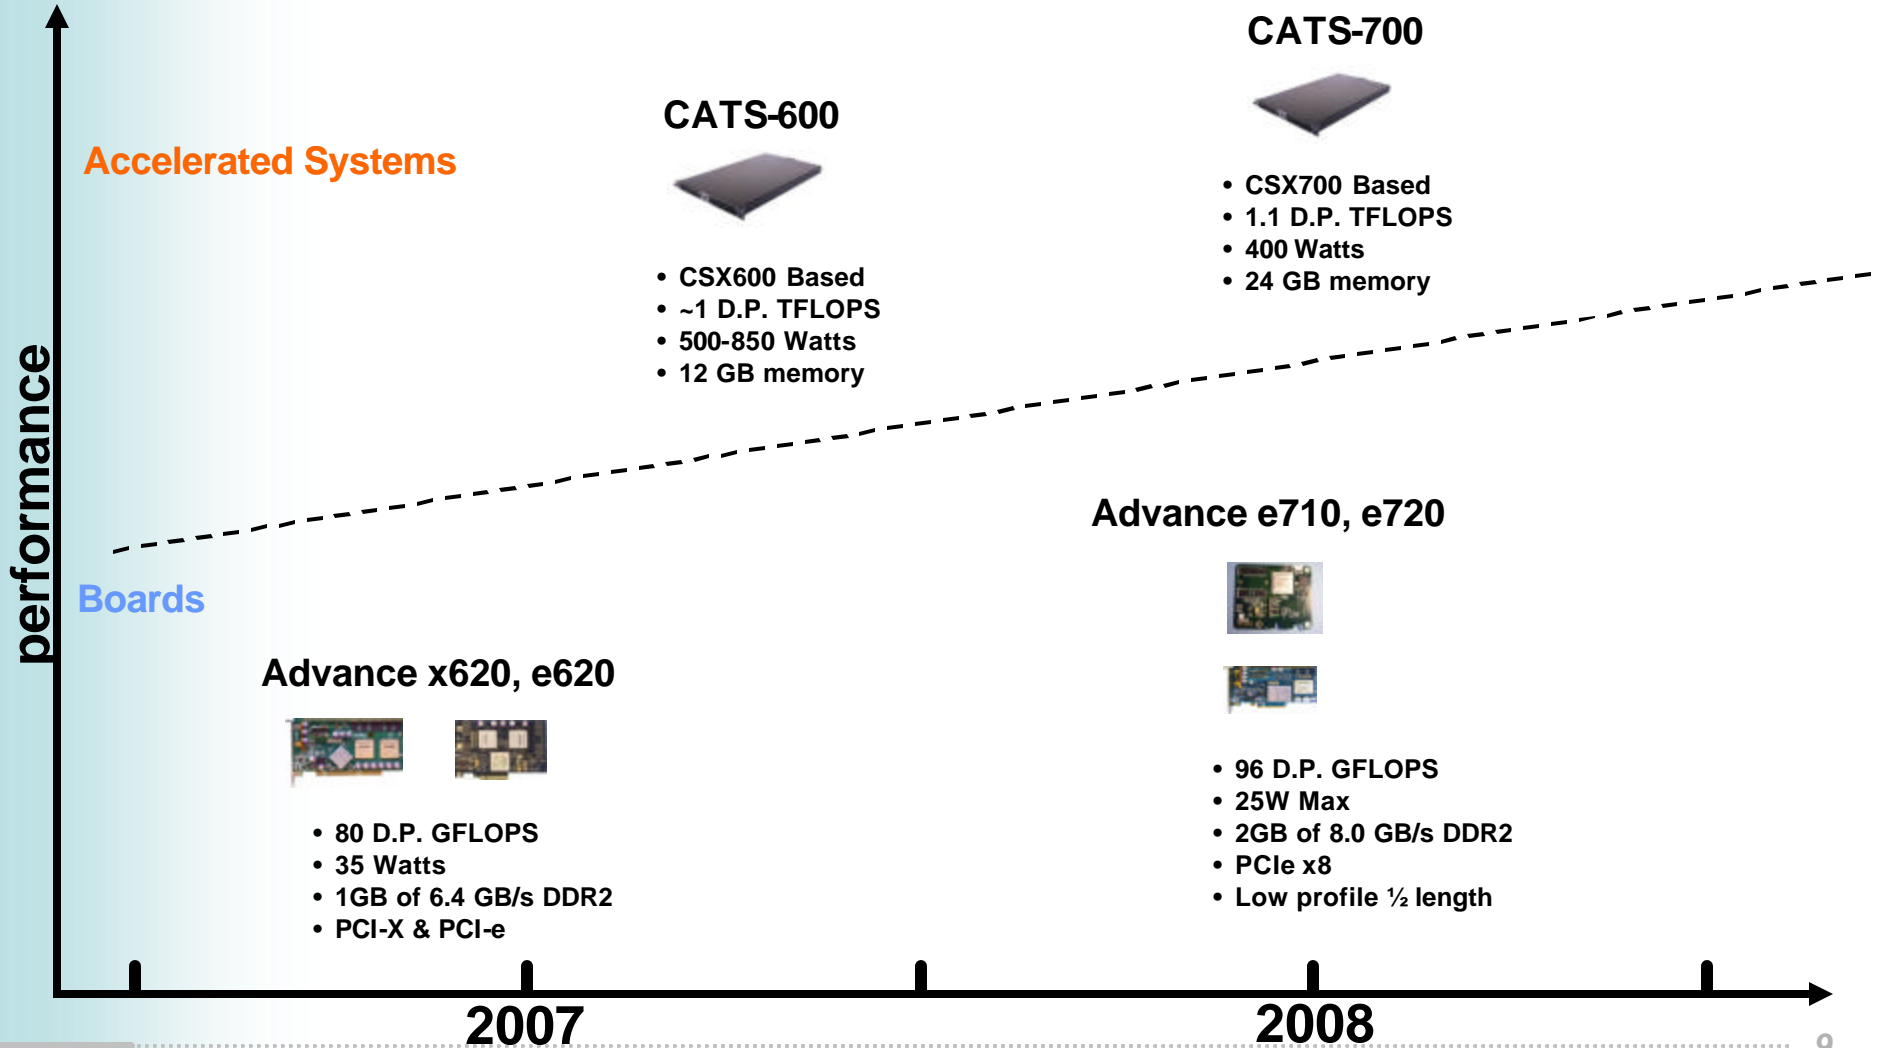 CATS-700
CATS-600
Accelerated Systems
• CSX700 Based
• 1.1 D.P. TFLOPS
• 400 Watts
• 24 GB memory
• CSX600 Based
• ~1 D.P. TFLOPS
• 500-850 Watts
• 12 GB memory
performance
Advance e710, e720
Boards
Advance x620, e620
• 96 D.P. GFLOPS
• 25W Max
• 2GB of 8.0 GB/s DDR2
• PCIe x8
• Low profile ½ length
• 80 D.P. GFLOPS
• 35 Watts
• 1GB of 6.4 GB/s DDR2
• PCI-X & PCI-e
2007
2008
9